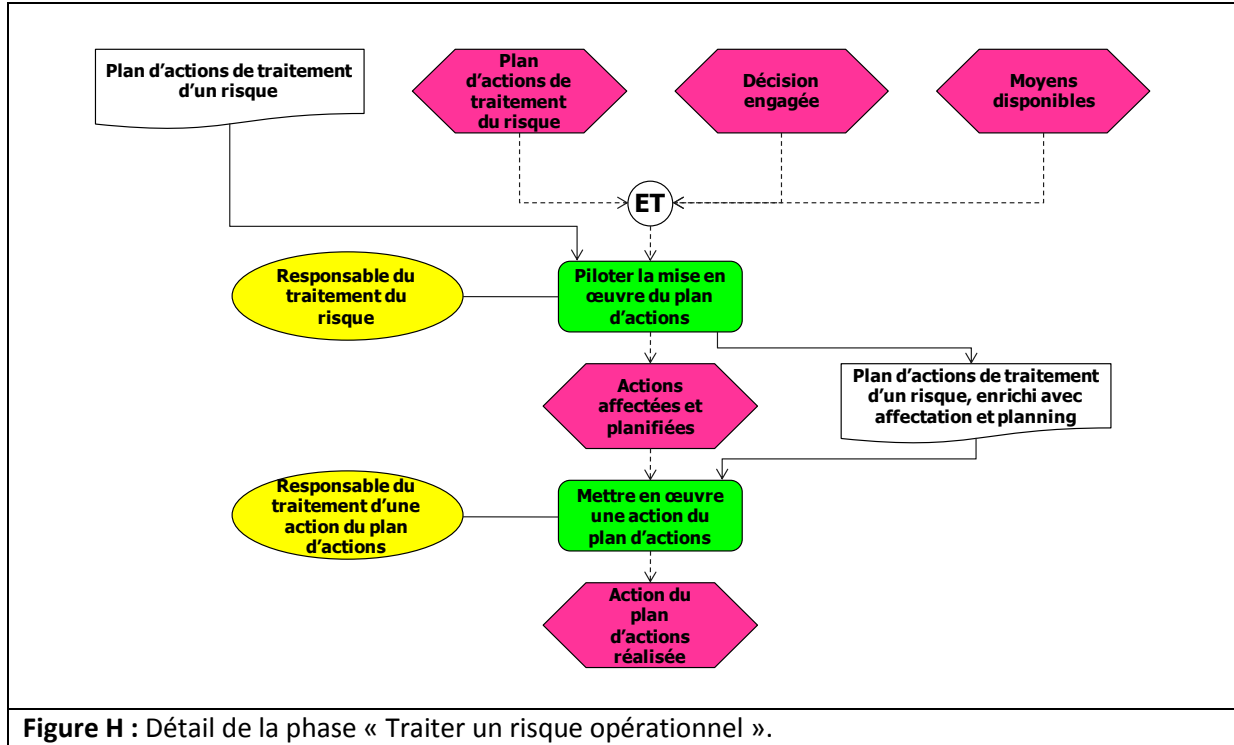 Plan d'actions de traitement
d'un risque
Plan
d'actions de
traitement
du risque
Décision
engagée
Moyens
disponibles
ET
Responsable du
traitement du
risque
Piloter la mise en
œuvre du plan
d'actions
Actions
affectées et
planifiées
Plan d'actions de traitement
d'un risque, enrichi avec
affectation et planning
Responsable du
traitement d'une
action du plan
d'actions
Mettre en œuvre
une action du
plan d'actions
Action du
plan
d'actions
réalisée
Figure H : Détail de la phase « Traiter un risque opérationnel ».